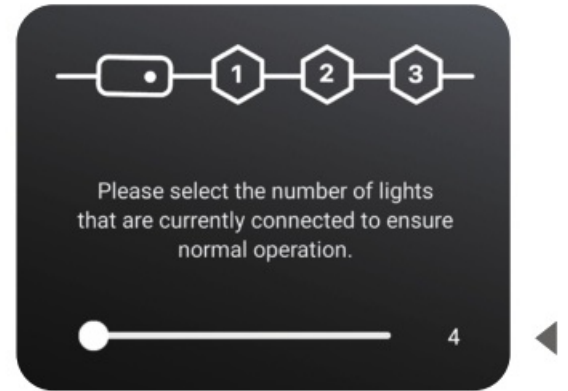 1 2 3
Please select the number of lights
that are currently connected to ensure
normal operation.
4